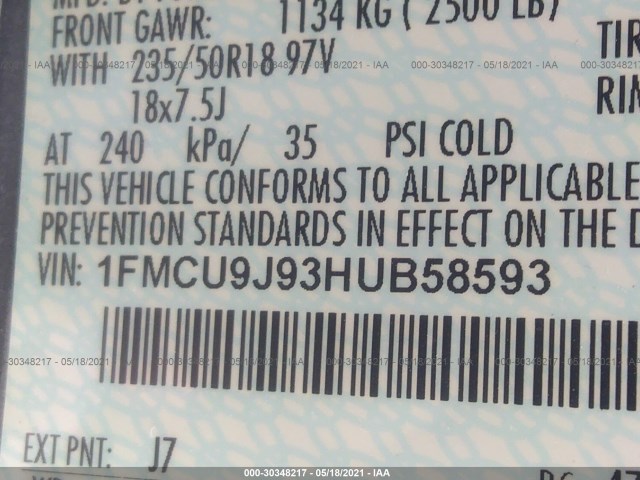 FRONT GAWR: 1134 KG ( 2500 LB)
WITH 235/50R18 97V TIR
18x7.5J RIM
AT 240 kPa/ 35 PSI COLD
THIS VEHICLE CONFORMS TO ALL APPLICABLE
PREVENTION STANDARDS IN EFFECT ON THE D
VIN: 1FMCU9J93HUB58593
EXT PNT: J7
000-30348217 - 05/18/2021 - IAA